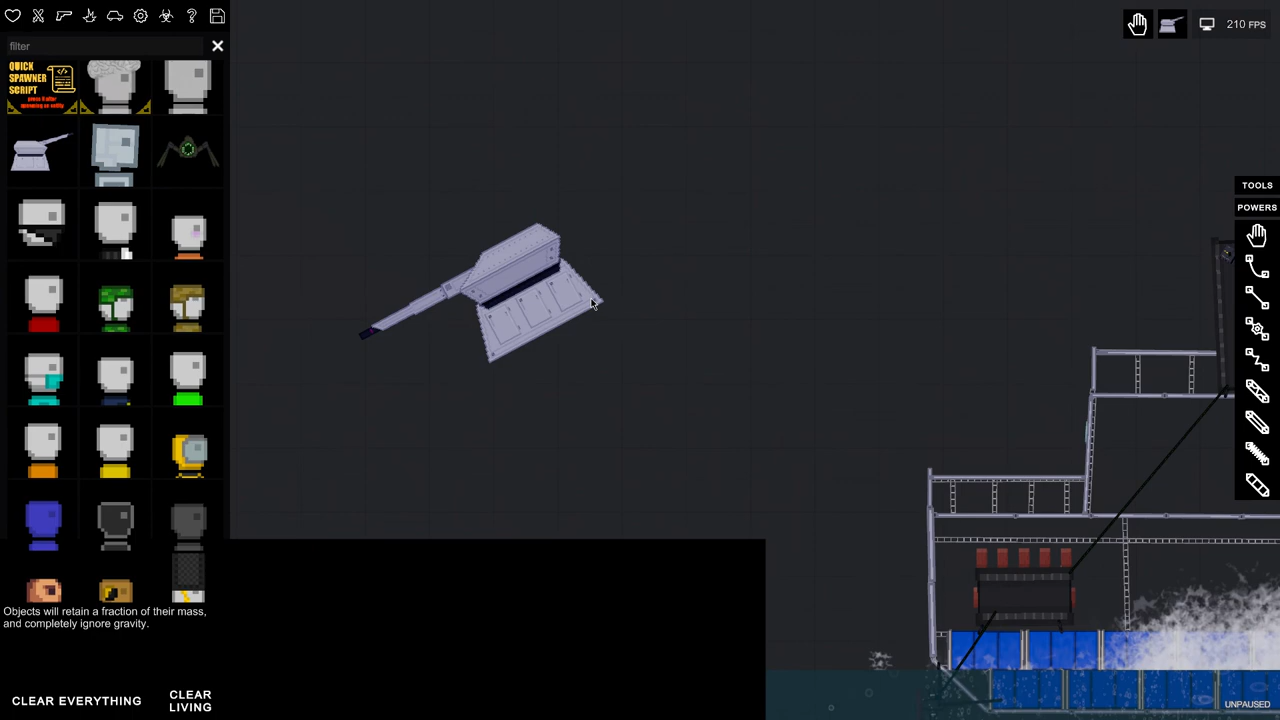 210 FPS
filter
QUICK
SPAWNER
SCRIPT
TOOLS
POWERS
Objects will retain a fraction of their mass,
and completely ignore gravity.
CLEAR EVERYTHING
CLEAR
LIVING
UNPAUSED